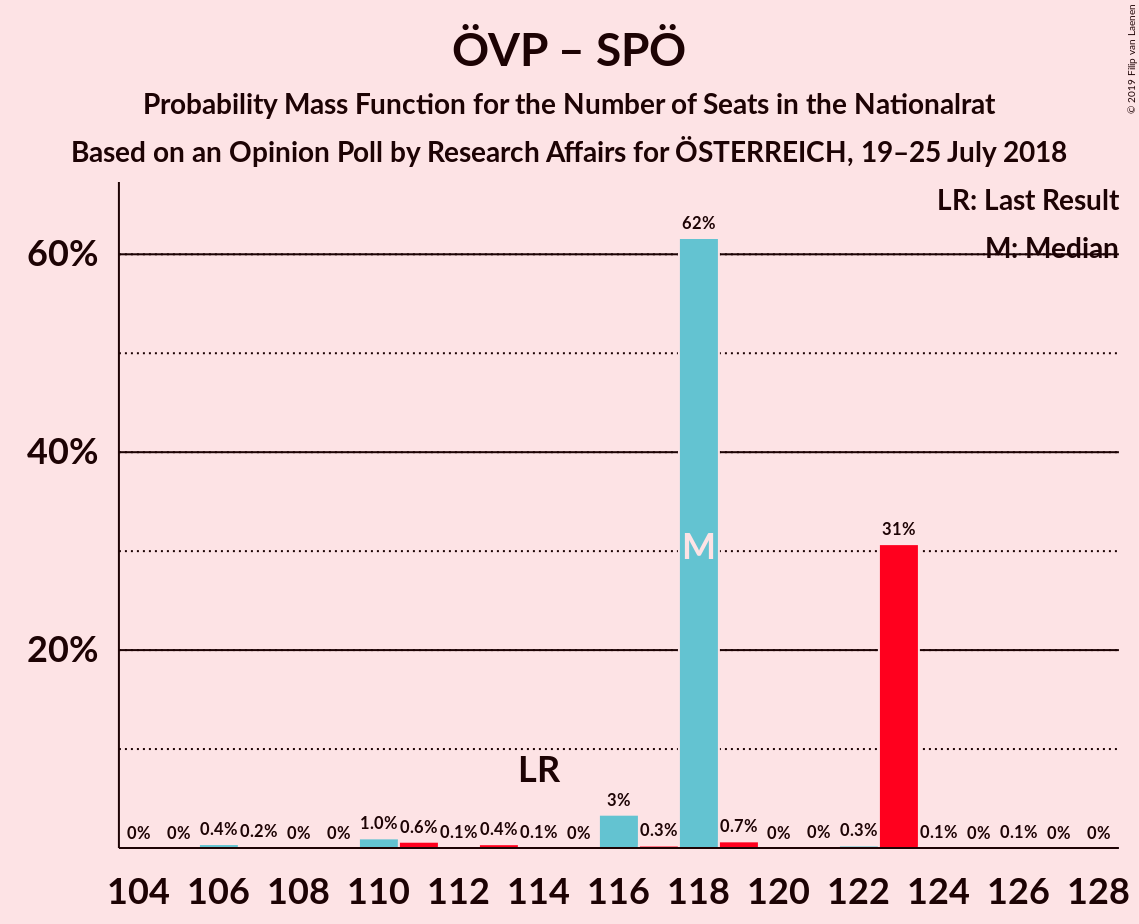 ÖVP – SPÖ
Probability Mass Function for the Number of Seats in the Nationalrat
Based on an Opinion Poll by Research Affairs for ÖSTERREICH, 19–25 July 2018
© 2019 Filip van Laenen
LR: Last Result
M: Median
60%
40%
20%
62%
31%
M
LR
0% 0% 0.4% 0.2% 0% 0% 1.0% 0.6% 0.1% 0.4% 0.1% 0% 3% 0.3% 0.7% 0% 0% 0.3% 0.1% 0% 0.1% 0% 0%
104 106 108 110 112 114 116 118 120 122 124 126 128